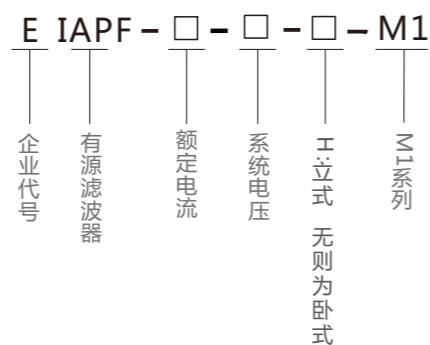 E IAPF-□-□-□-M1
企业代号
有源滤波器
额定电流
系统电压
H:立式 无则为卧式
M1系列